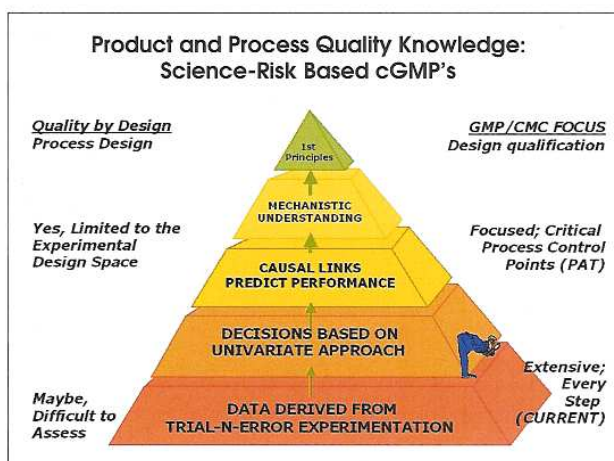 Product and Process Quality Knowledge:
Science-Risk Based cGMP's
Quality by Design
Process Design
GMP/CMC FOCUS
Design qualification
1st
Principles
MECHANISTIC
UNDERSTANDING
Yes, Limited to the
Experimental
Design Space
Focused; Critical
Process Control
Points (PAT)
CAUSAL LINKS
PREDICT PERFORMANCE
DECISIONS BASED ON
UNIVARIATE APPROACH
Maybe,
Difficult to
Assess
Extensive;
Every
Step
(CURRENT)
DATA DERIVED FROM
TRIAL-N-ERROR EXPERIMENTATION